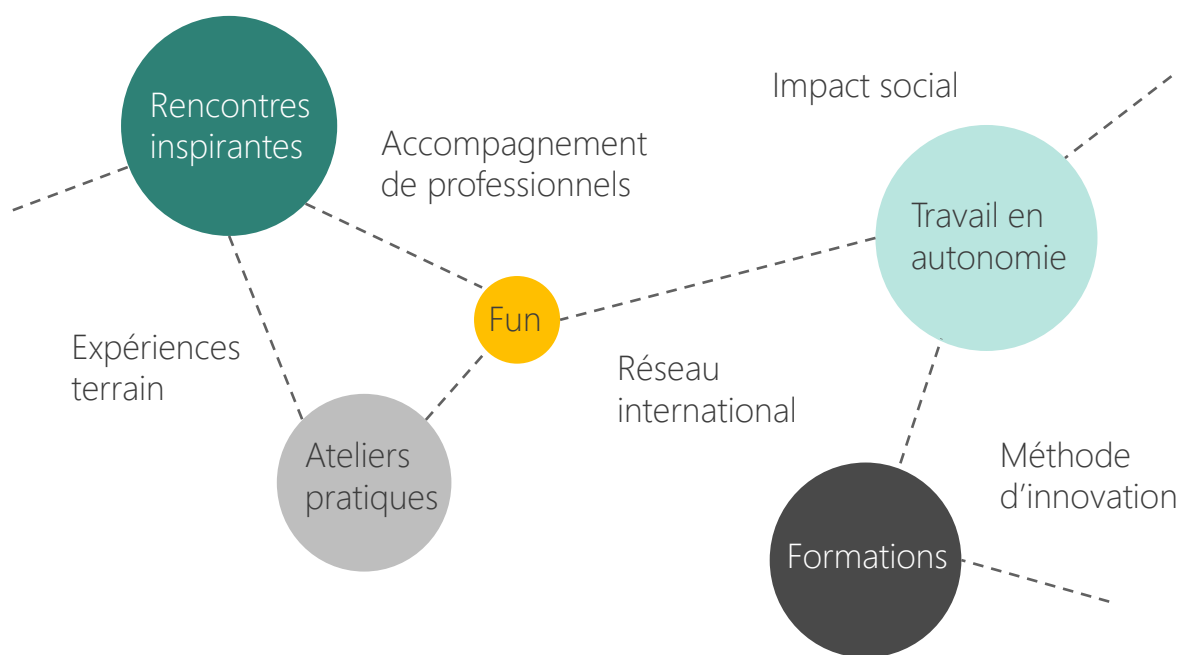 Rencontres
inspirantes
Accompagnement
de professionnels
Impact social
Travail en
autonomie
Fun
Expériences
terrain
Réseau
international
Ateliers
pratiques
Méthode
d’innovation
Formations